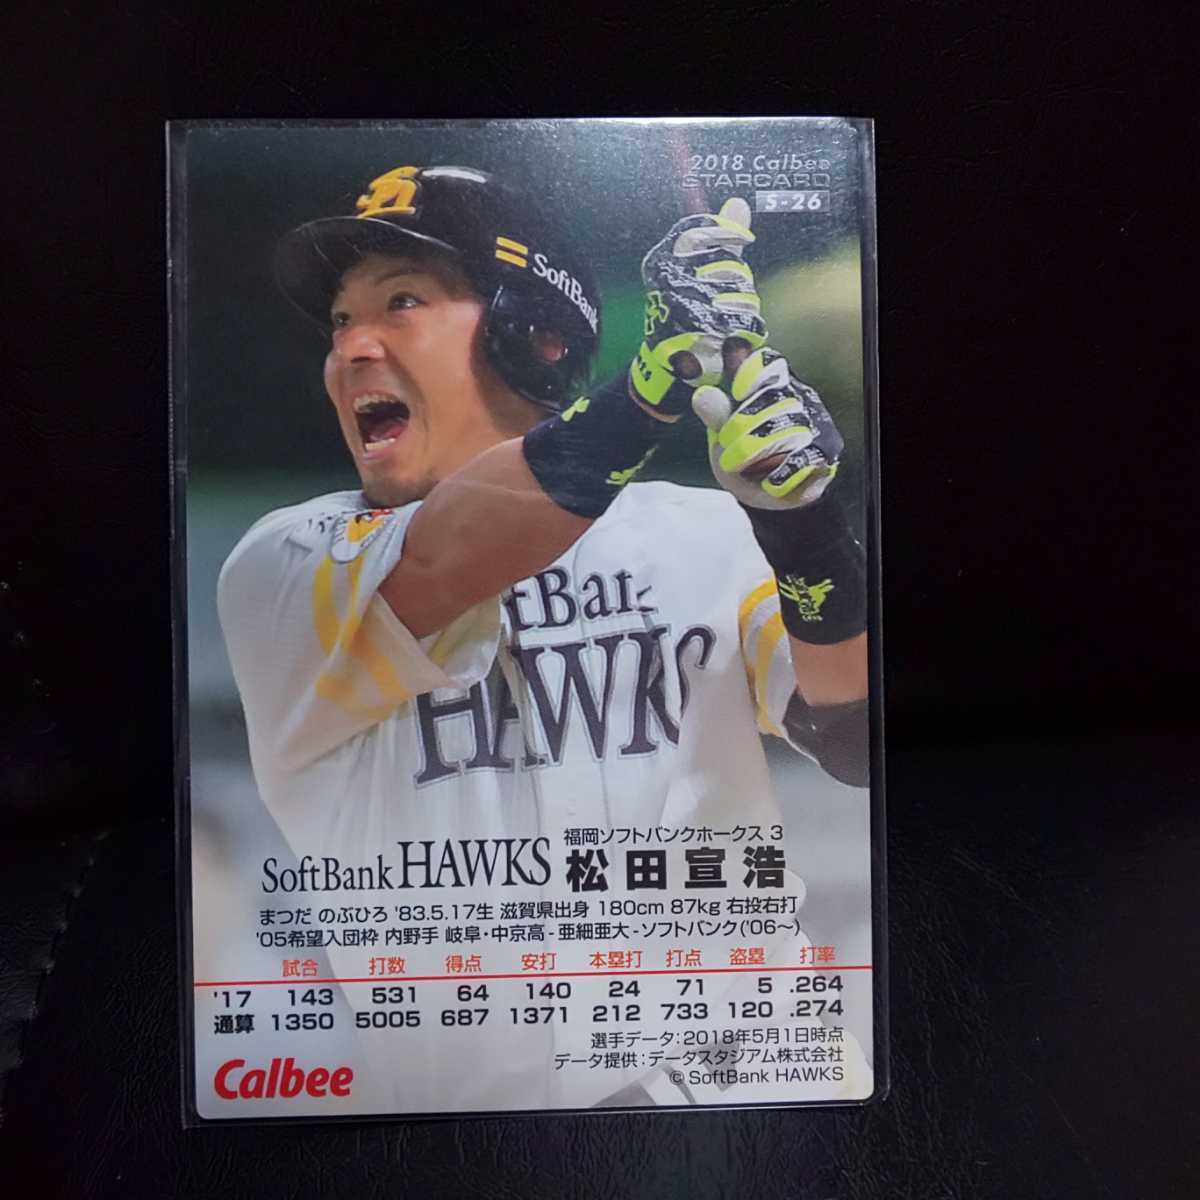 2018 Calbee
STARCARD
S-26
SoftBank
HAWKS
福岡ソフトバンクホークス 3
SoftBank HAWKS 松田宣浩
まつだ のぶひろ '83.5.17生 滋賀県出身 180cm 87kg 右投右打
'05希望入団枠 内野手 岐阜・中京高-亜細亜大-ソフトバンク('06〜)
試合 打数 得点 安打 本塁打 打点 盗塁 打率
'17 143 531 64 140 24 71 5 .264
通算 1350 5005 687 1371 212 733 120 .274
選手データ:2018年5月1日時点
データ提供:データスタジアム株式会社
© SoftBank HAWKS
Calbee